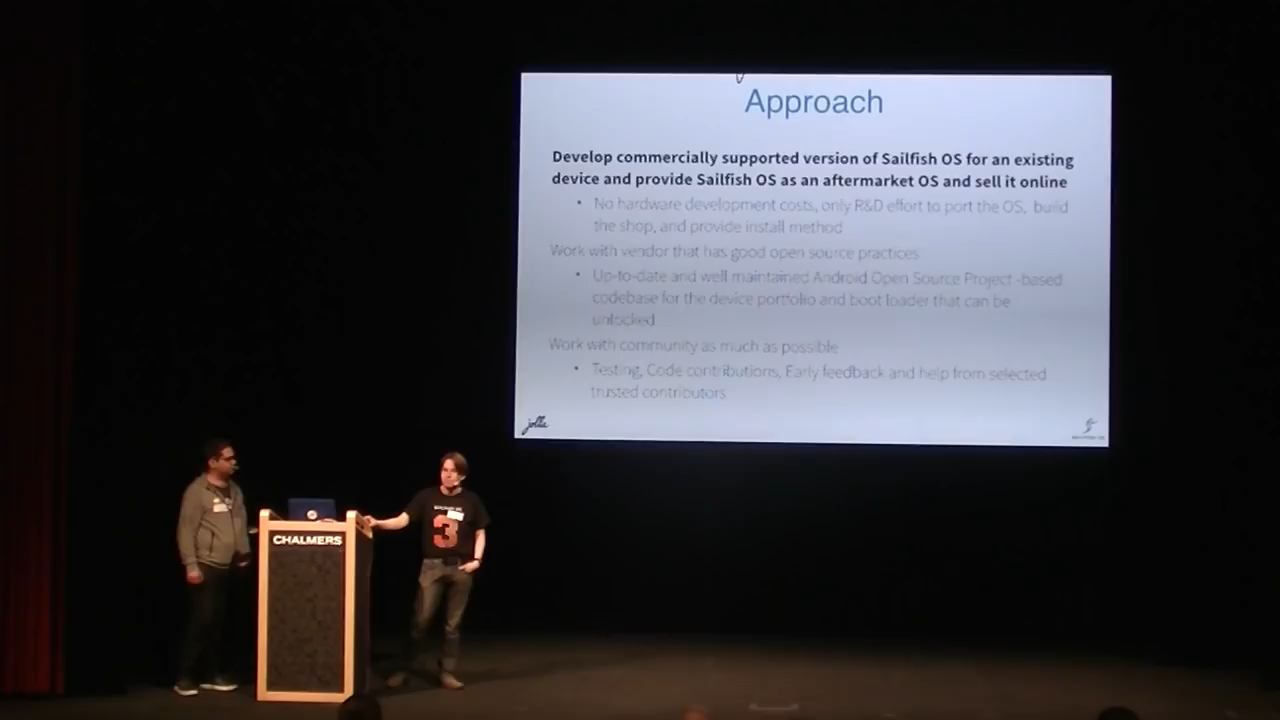 Approach
Develop commercially supported version of Sailfish OS for an existing
device and provide Sailfish OS as an aftermarket OS and sell it online
• No hardware development costs, only R&D effort to port the OS, build
the shop, and provide install method
Work with vendor that has good open source practices
• Up-to-date and well maintained Android Open Source Project -based
codebase for the device portfolio and boot loader that can be
unlocked
Work with community as much as possible
• Testing, Code contributions, Early feedback and help from selected
trusted contributors
jolla
3
CHALMERS